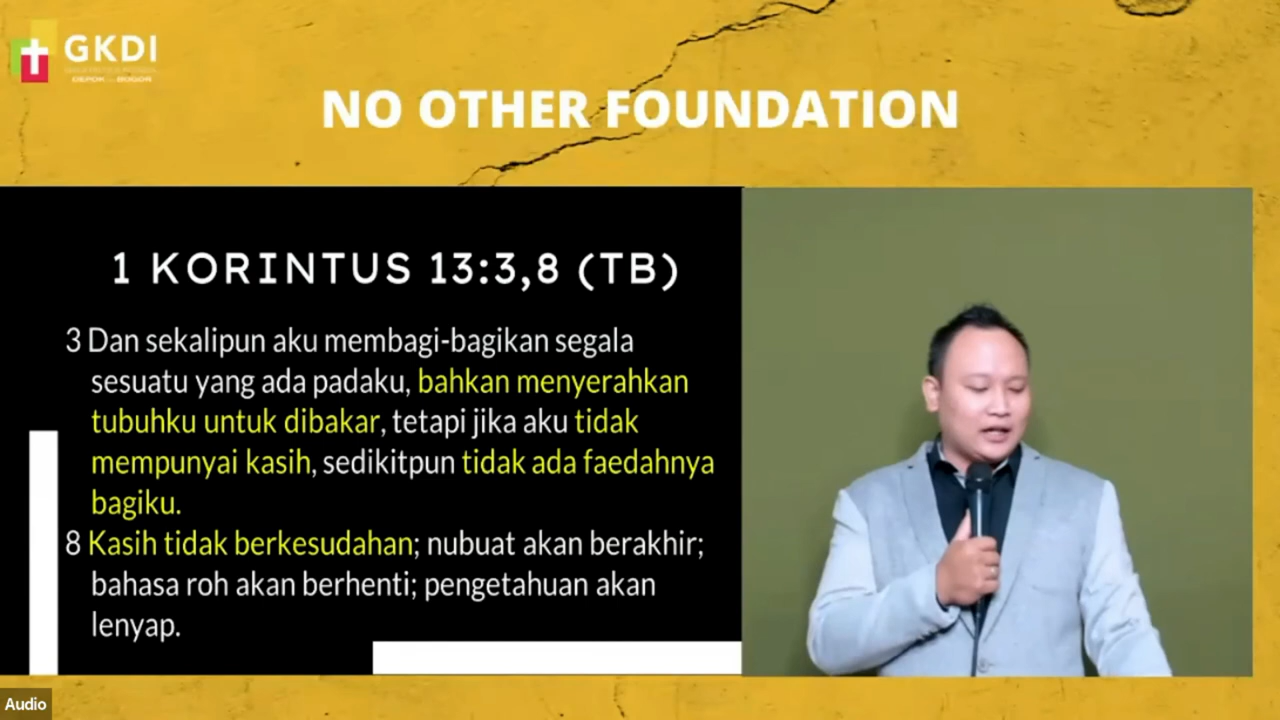 GKDI
DEPOK BOGOR
NO OTHER FOUNDATION
1 KORINTUS 13:3,8 (TB)
3 Dan sekalipun aku membagi-bagikan segala
sesuatu yang ada padaku, bahkan menyerahkan
tubuhku untuk dibakar, tetapi jika aku tidak
mempunyai kasih, sedikitpun tidak ada faedahnya
bagiku.
8 Kasih tidak berkesudahan; nubuat akan berakhir;
bahasa roh akan berhenti; pengetahuan akan
lenyap.
Audio